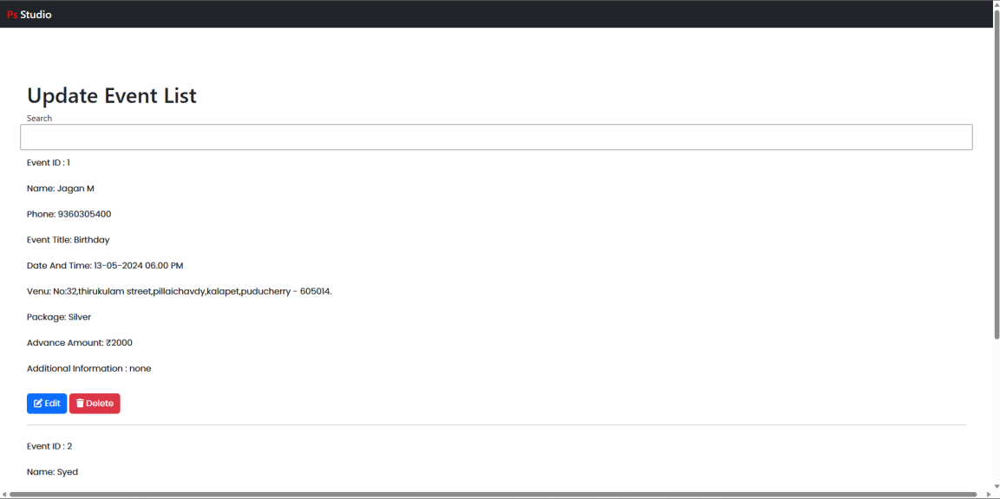 Ps Studio
Update Event List
Search
Event ID : 1
Name: Jagan M
Phone: 9360305400
Event Title: Birthday
Date And Time: 13-05-2024 06.00 PM
Venu: No:32,thirukulam street,pillaichavdy,kalapet,puducherry - 605014.
Package: Silver
Advance Amount: ₹2000
Additional Information : none
Edit Delete
Event ID : 2
Name: Syed